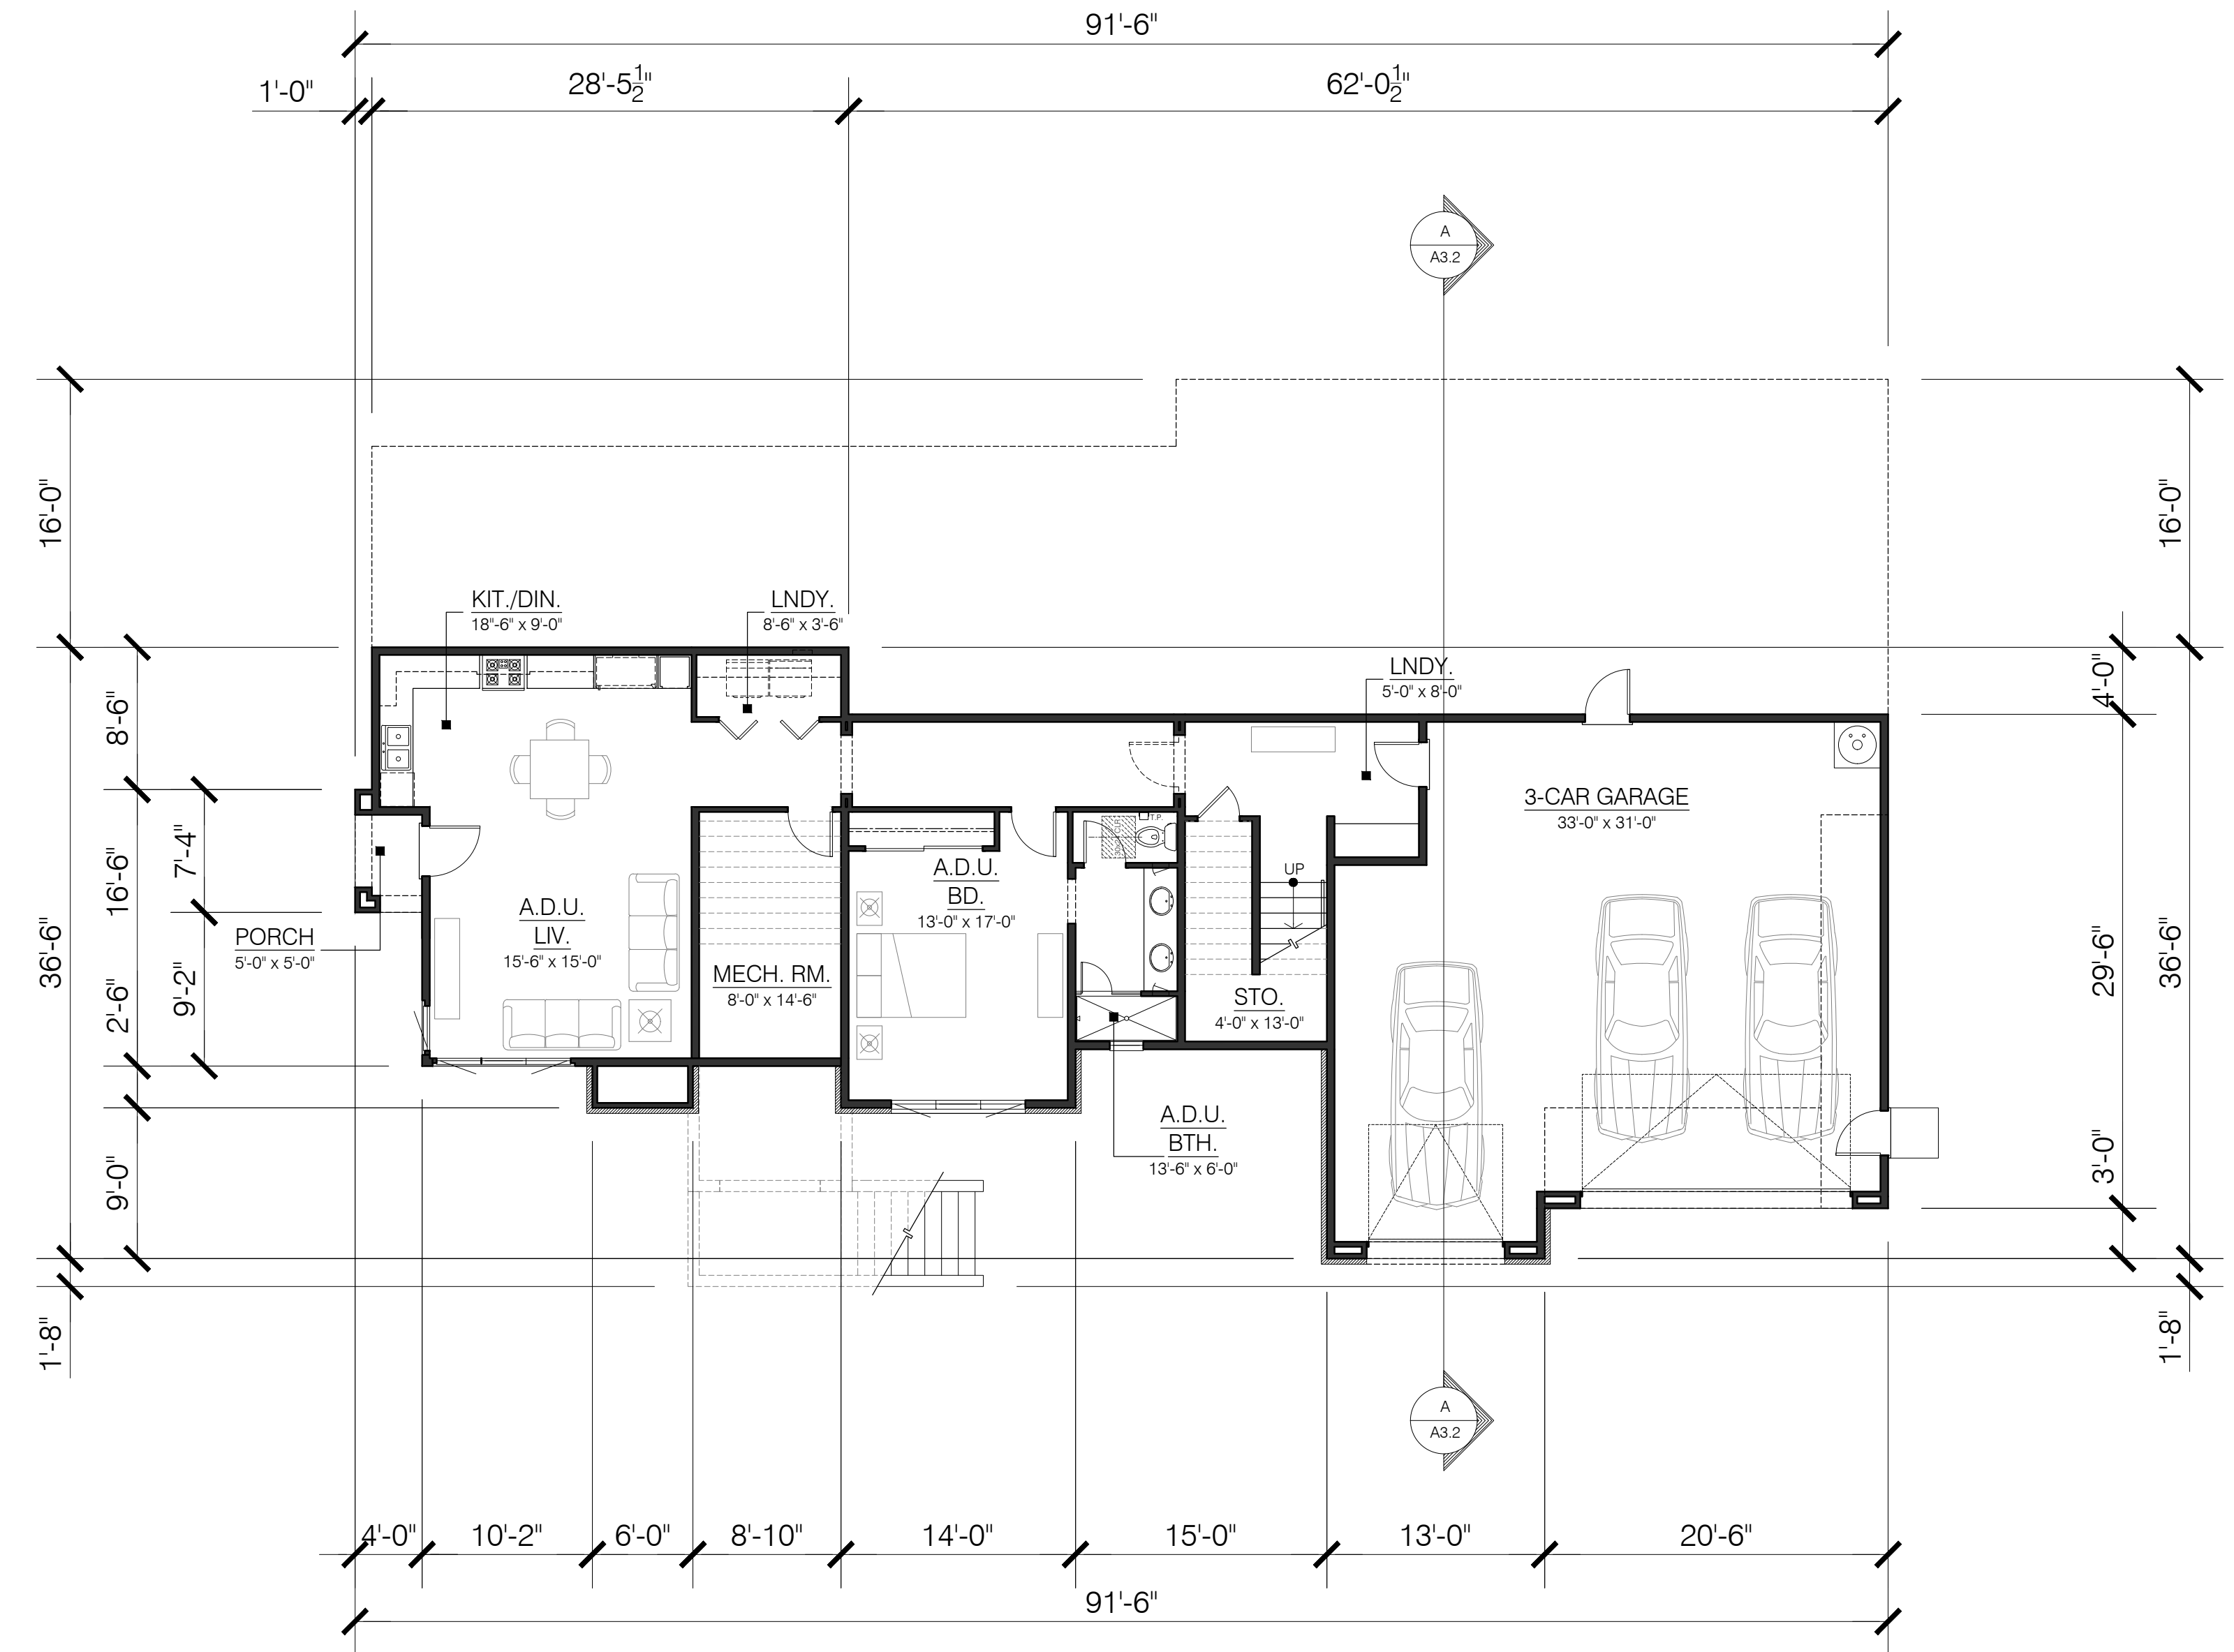 91'-6"
1'-0"
28'-5 1/2"
62'-0 1/2"
A
A3.2
16'-0"
16'-0"
KIT./DIN.
18"-6" x 9'-0"
LNDY.
8'-6" x 3'-6"
LNDY.
5'-0" x 8'-0"
4'-0"
8'-6"
3-CAR GARAGE
33'-0" x 31'-0"
T.P.
7'-4"
16'-6"
UP
A.D.U.
BD.
13'-0" x 17'-0"
A.D.U.
LIV.
15'-6" x 15'-0"
PORCH
5'-0" x 5'-0"
36'-6"
29'-6"
36'-6"
MECH. RM.
8'-0" x 14'-6"
9'-2"
2'-6"
STO.
4'-0" x 13'-0"
A.D.U.
BTH.
13'-6" x 6'-0"
9'-0"
3'-0"
1'-8"
1'-8"
A
A3.2
4'-0"
10'-2"
6'-0"
8'-10"
14'-0"
15'-0"
13'-0"
20'-6"
91'-6"